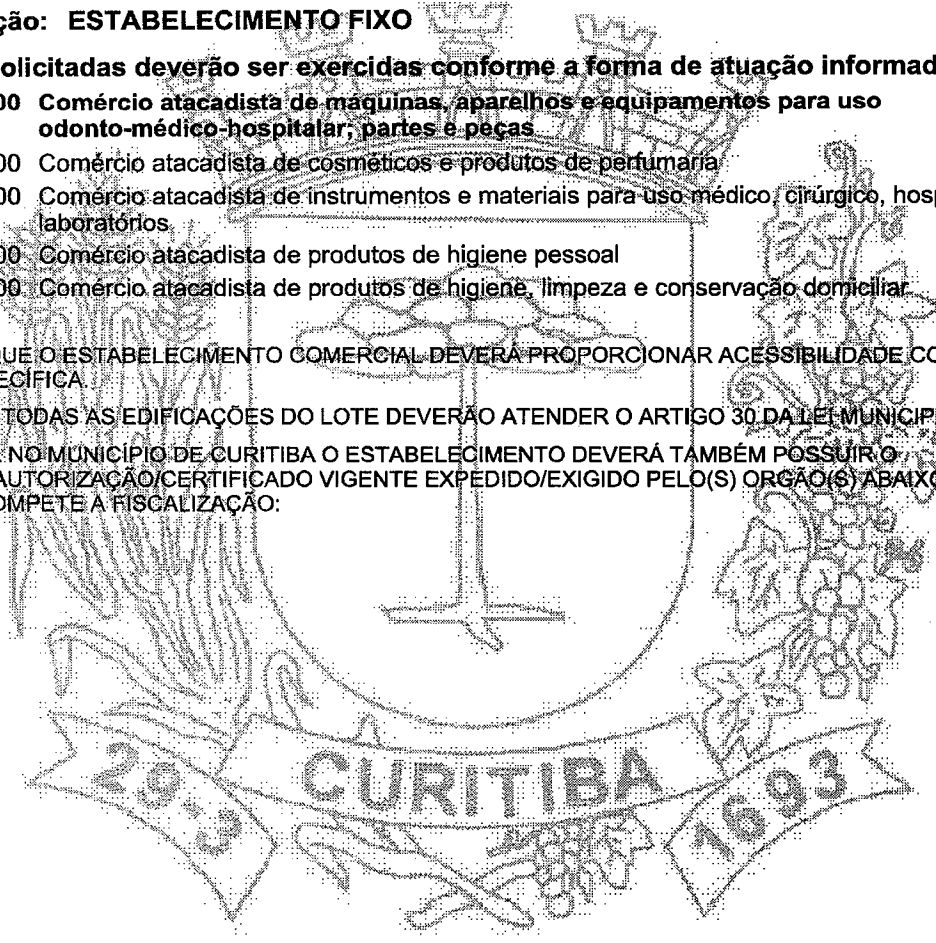 ção: ESTABELECIMENTO FIXO
olicitadas deverão ser exercidas conforme a forma de atuação informad
00 Comércio atacadista de máquinas, aparelhos e equipamentos para uso
odonto-médico-hospitalar; partes e peças
00 Comércio atacadista de cosméticos e produtos de perfumaria
00 Comércio atacadista de instrumentos e materiais para uso médico, cirúrgico, hosp
laboratórios
00 Comércio atacadista de produtos de higiene pessoal
00 Comércio atacadista de produtos de higiene, limpeza e conservação domiciliar
QUE O ESTABELECIMENTO COMERCIAL DEVERÁ PROPORCIONAR ACESSIBILIDADE CO
ECÍFICA.
TODAS AS EDIFICAÇÕES DO LOTE DEVERÃO ATENDER O ARTIGO 30 DA LEI MUNICIP
A NO MUNICÍPIO DE CURITIBA O ESTABELECIMENTO DEVERÁ TAMBÉM POSSUIR O
AUTORIZAÇÃO/CERTIFICADO VIGENTE EXPEDIDO/EXIGIDO PELO(S) ORGÃO(S) ABAIXO
OMPETE A FISCALIZAÇÃO:
29-3 CURITIBA 1693